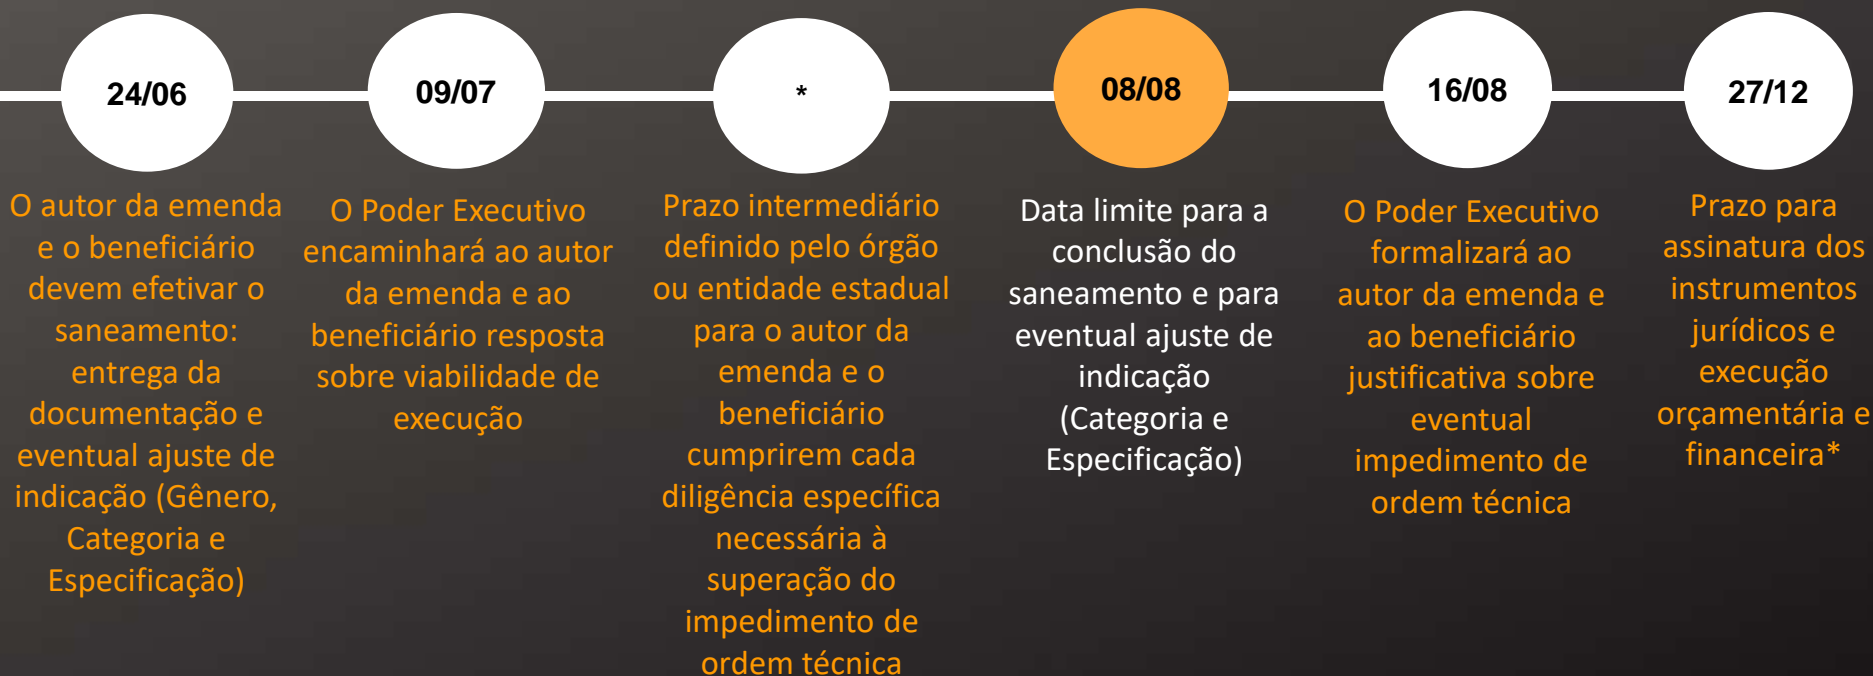 24/06
O autor da emenda
e o beneficiário
devem efetivar o
saneamento:
entrega da
documentação e
eventual ajuste de
indicação (Gênero,
Categoria e
Especificação)
09/07
O Poder Executivo
encaminhará ao autor
da emenda e ao
beneficiário resposta
sobre viabilidade de
execução
*
Prazo intermediário
definido pelo órgão
ou entidade estadual
para o autor da
emenda e o
beneficiário
cumprirem cada
diligência específica
necessária à
superação do
impedimento de
ordem técnica
08/08
Data limite para a
conclusão do
saneamento e para
eventual ajuste de
indicação
(Categoria e
Especificação)
16/08
O Poder Executivo
formalizará ao
autor da emenda e
ao beneficiário
justificativa sobre
eventual
impedimento de
ordem técnica
27/12
Prazo para
assinatura dos
instrumentos
jurídicos e
execução
orçamentária e
financeira*